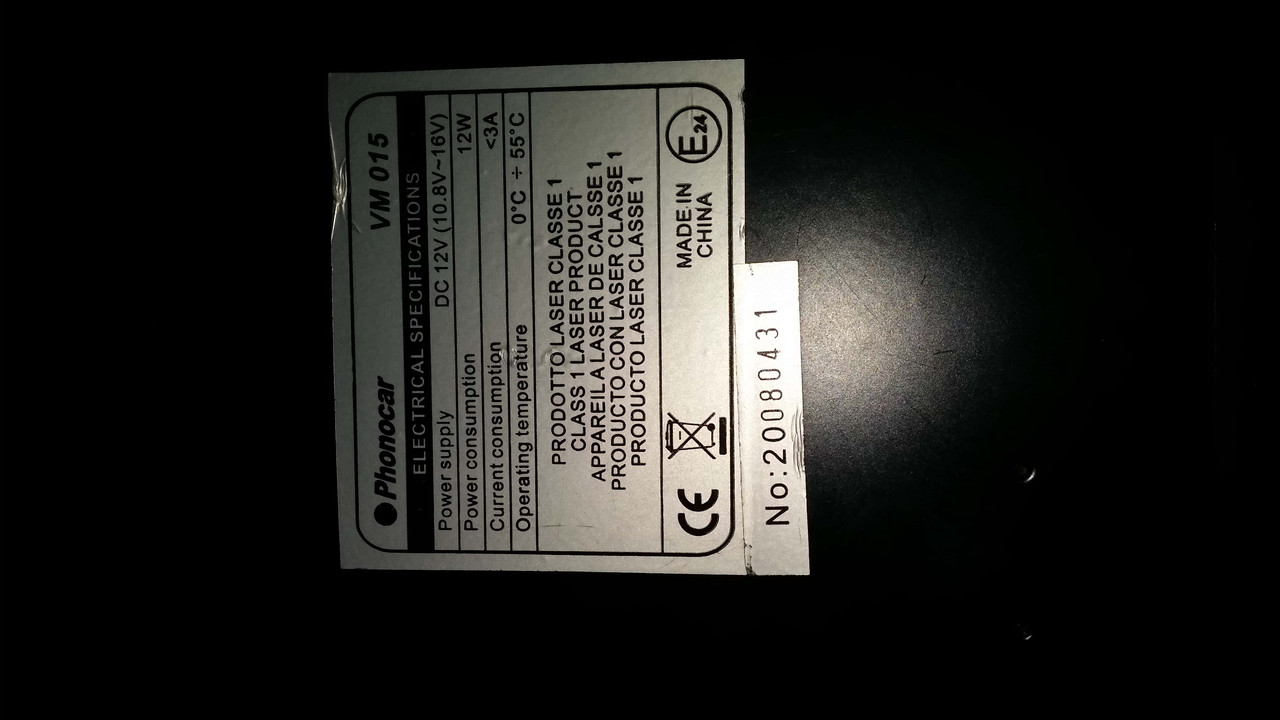 Phonocar VM 015
ELECTRICAL SPECIFICATIONS
Power supply DC 12V (10.8V~16V)
Power consumption 12W
Current consumption <3A
Operating temperature 0°C ÷ 55°C
PRODOTTO LASER CLASSE 1
CLASS 1 LASER PRODUCT
APPAREIL A LASER DE CALSSE 1
PRODUCTO CON LASER CLASSE 1
PRODUCTO LASER CLASSE 1
CE MADE IN
CHINA
E24
No:20080431